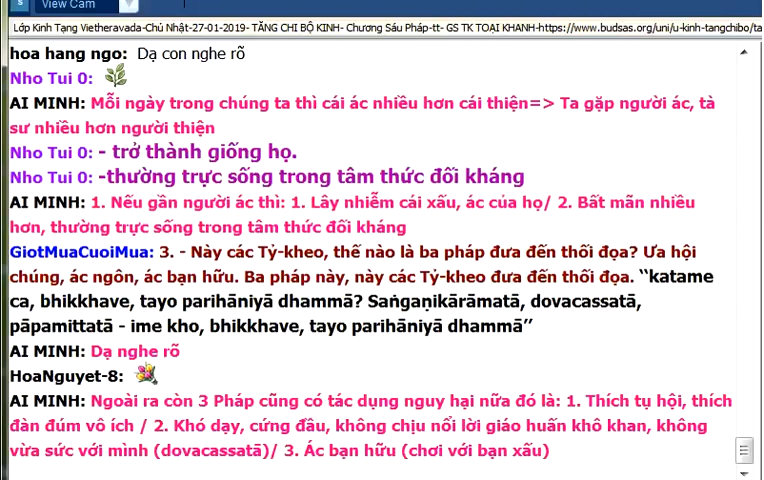 View Cam
Lớp Kinh Tạng Vietheravada-Chủ Nhật-27-01-2019- TĂNG CHI BỘ KINH- Chương Sáu Pháp-tt- GS TK TOẠI KHANH-https://www.budsas.org/uni/u-kinh-tangchibo/ta
hoa hang ngo: Dạ con nghe rõ
Nho Tui 0:
AI MINH: Mỗi ngày trong chúng ta thì cái ác nhiều hơn cái thiện=> Ta gặp người ác, tà
sư nhiều hơn người thiện
Nho Tui 0: - trở thành giống họ.
Nho Tui 0: -thường trực sống trong tâm thức đối kháng
AI MINH: 1. Nếu gần người ác thì: 1. Lây nhiễm cái xấu, ác của họ/ 2. Bất mãn nhiều
hơn, thường trực sống trong tâm thức đối kháng
GiotMuaCuoiMua: 3. - Này các Tỷ-kheo, thế nào là ba pháp đưa đến thối đọa? Ưa hội
chúng, ác ngôn, ác bạn hữu. Ba pháp này, này các Tỷ-kheo đưa đến thối đọa. ‘‘katame
ca, bhikkhave, tayo parihāniyā dhammā? Saṅgaṇikārāmatā, dovacassatā,
pāpamittatā - ime kho, bhikkhave, tayo parihāniyā dhammā’’
AI MINH: Dạ nghe rõ
HoaNguyet-8:
AI MINH: Ngoài ra còn 3 Pháp cũng có tác dụng nguy hại nữa đó là: 1. Thích tụ hội, thích
đàn đúm vô ích / 2. Khó dạy, cứng đầu, không chịu nổi lời giáo huấn khô khan, không
vừa sức với mình (dovacassatā)/ 3. Ác bạn hữu (chơi với bạn xấu)